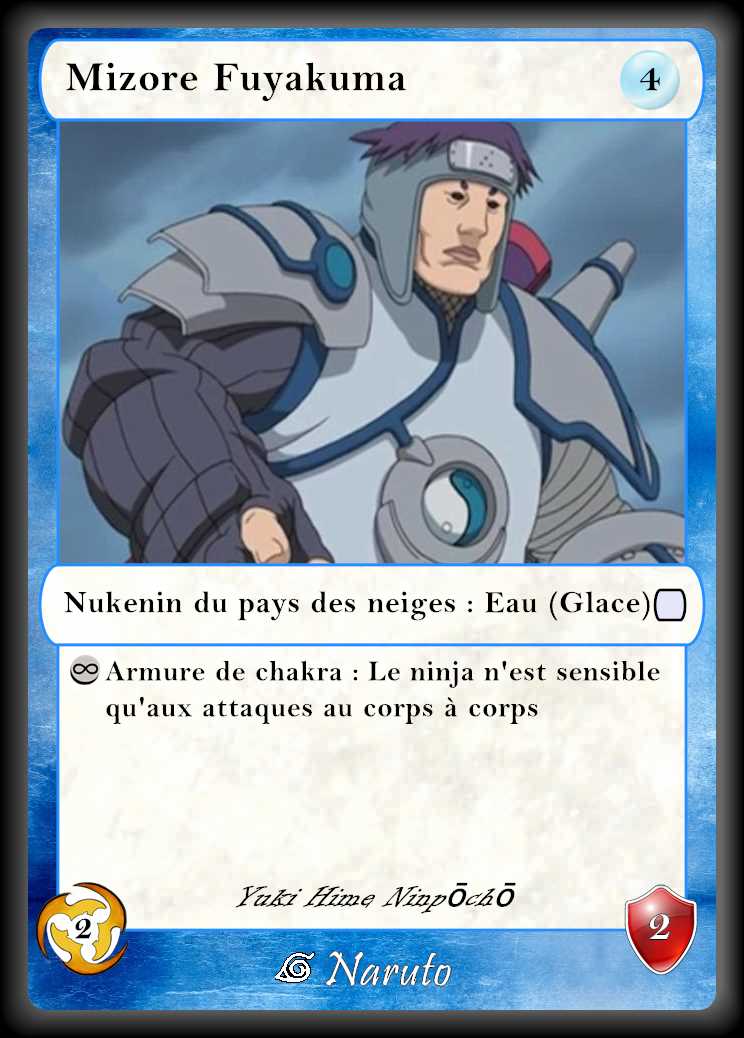 Mizore Fuyakuma
4
Nukenin du pays des neiges : Eau (Glace)
∞ Armure de chakra : Le ninja n'est sensible
qu'aux attaques au corps à corps
Yuki Hime Ninpōchō
2
2
Naruto